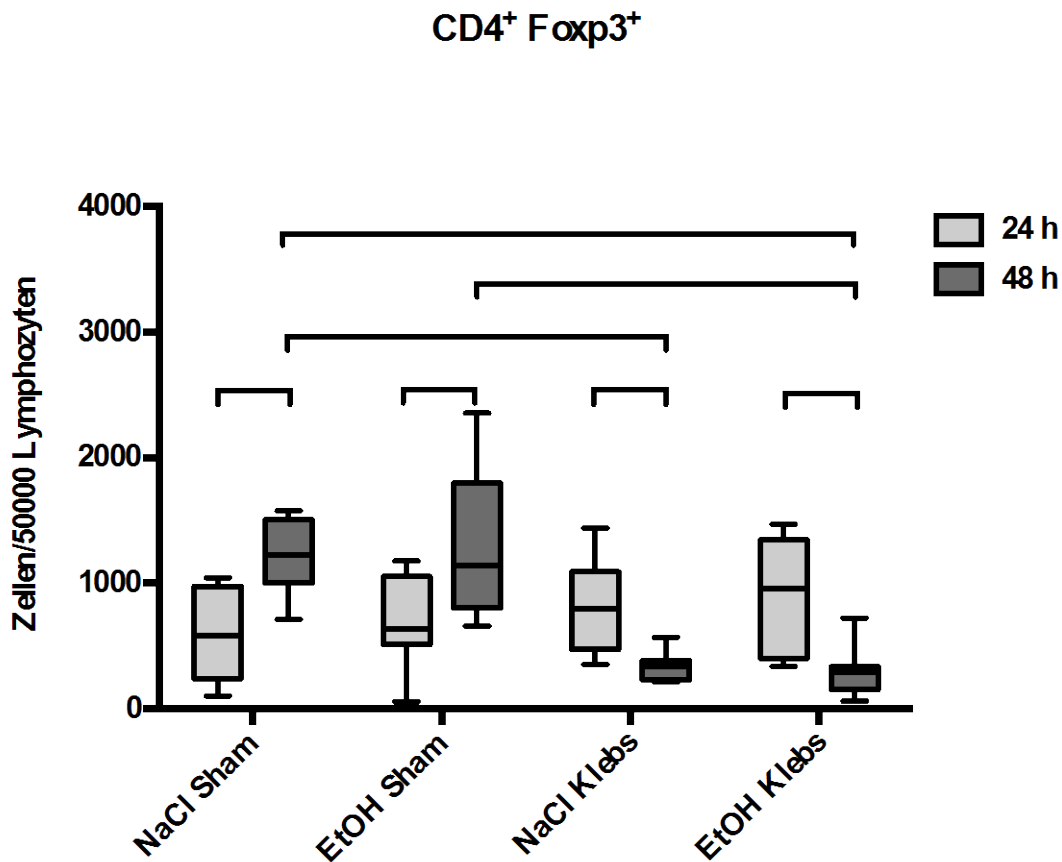 CD4⁺ Foxp3⁺
Zellen/50000 Lymphozyten
4000
3000
2000
1000
0
24 h
48 h
NaCl Sham
EtOH Sham
NaCl Klebs
EtOH Klebs